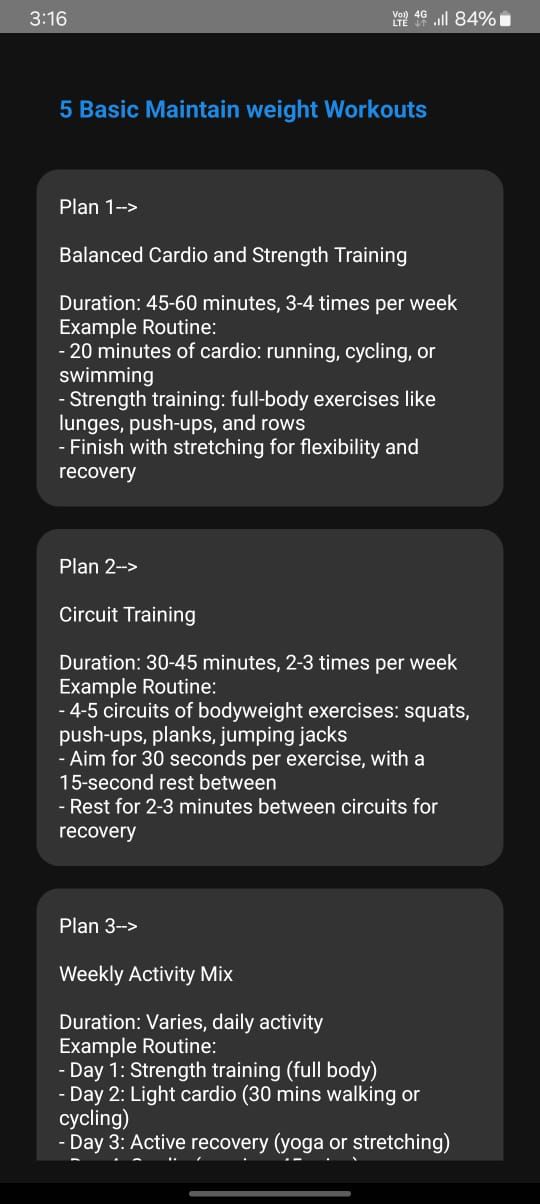 3:16
Vo) 4G
LTE 84%
5 Basic Maintain weight Workouts
Plan 1-->
Balanced Cardio and Strength Training
Duration: 45-60 minutes, 3-4 times per week
Example Routine:
- 20 minutes of cardio: running, cycling, or
swimming
- Strength training: full-body exercises like
lunges, push-ups, and rows
- Finish with stretching for flexibility and
recovery
Plan 2-->
Circuit Training
Duration: 30-45 minutes, 2-3 times per week
Example Routine:
- 4-5 circuits of bodyweight exercises: squats,
push-ups, planks, jumping jacks
- Aim for 30 seconds per exercise, with a
15-second rest between
- Rest for 2-3 minutes between circuits for
recovery
Plan 3-->
Weekly Activity Mix
Duration: Varies, daily activity
Example Routine:
- Day 1: Strength training (full body)
- Day 2: Light cardio (30 mins walking or
cycling)
- Day 3: Active recovery (yoga or stretching)